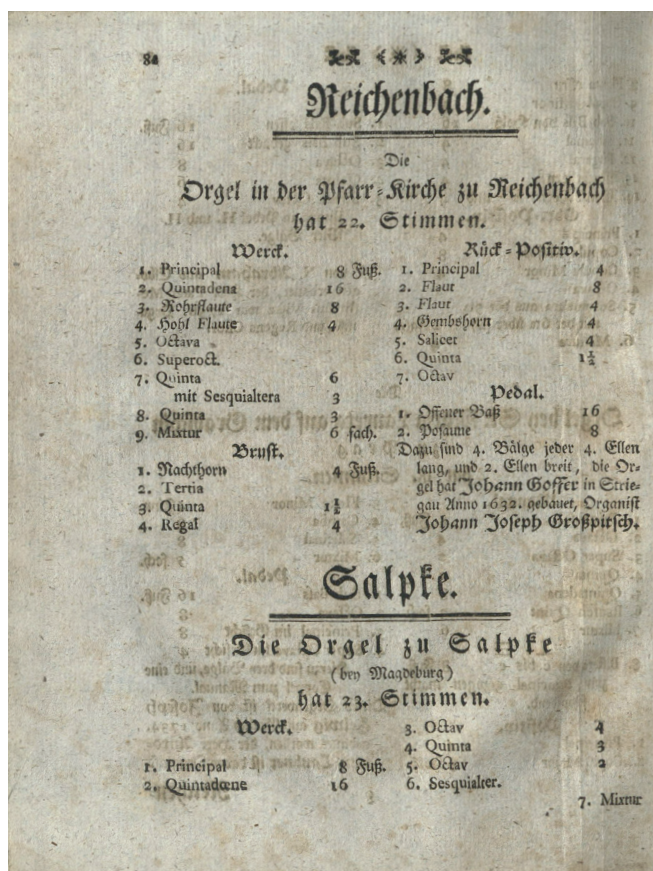 80
Reichenbach.
Die
Orgel in der Pfarr-Kirche zu Reichenbach
hat 22. Stimmen.
Werck.
1. Principal 8 Fuß.
2. Quintadena 16
3. Rohrflaute 8
4. Hohl Flaute 4
5. Octava
6. Superoct.
7. Quinta 6
mit Sesquialtera 3
8. Quinta 3
9. Mixtur 6 fach.
Brust.
1. Nachthorn 4 Fuß.
2. Tertia
3. Quinta 1½
4. Regal 4
Rück-Positiv.
1. Principal 4
2. Flaut 8
3. Flaut 4
4. Gembshorn 4
5. Salicet 4
6. Quinta 1½
7. Octav
Pedal.
1. Offener Baß 16
2. Posaune 8
Dazu sind 4. Bälge jeder 4. Ellen
lang, und 2. Ellen breit, die Or-
gel hat Johann Goffer in Strie-
gau Anno 1632. gebauet, Organist
Johann Joseph Großpitsch.
Salpke.
Die Orgel zu Salpke
(bey Magdeburg)
hat 23. Stimmen.
Werck.
1. Principal 8 Fuß.
2. Quintadœne 16
3. Octav 4
4. Quinta 3
5. Octav 2
6. Sesquialter.
7. Mixtur